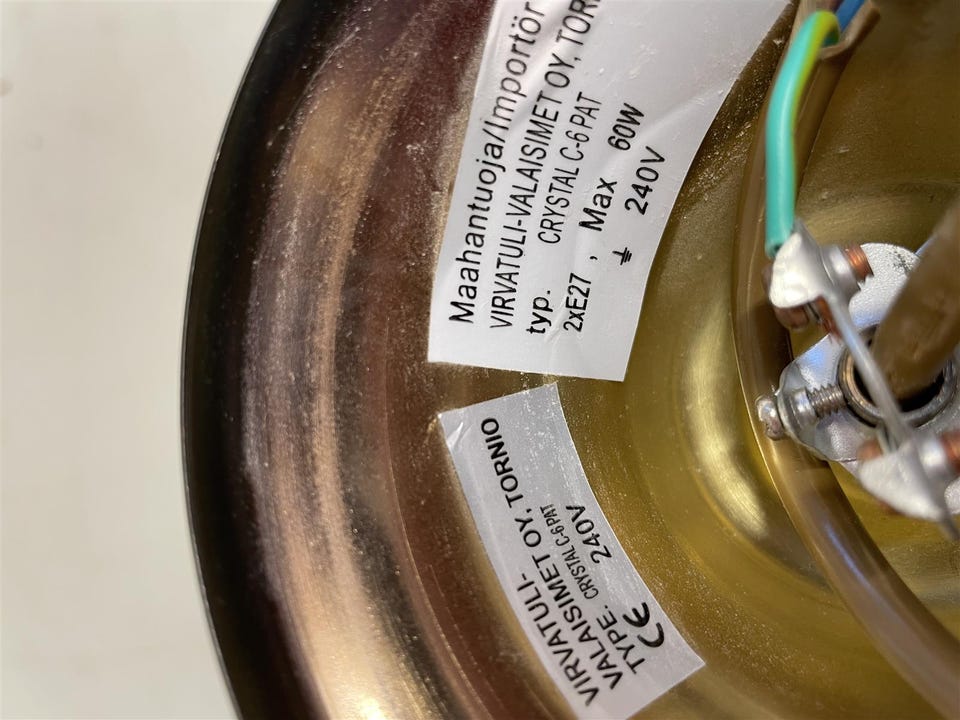 Maahantuoja/Importör
VIRVATULI-VALAISIMET OY,
typ. CRYSTAL C-6 PAT
2xE27 , Max 60W
240V
VIRVATULI-
VALAISIMET OY, TORNIO
TYPE. CRYSTAL C-6 PAT
CE 240V